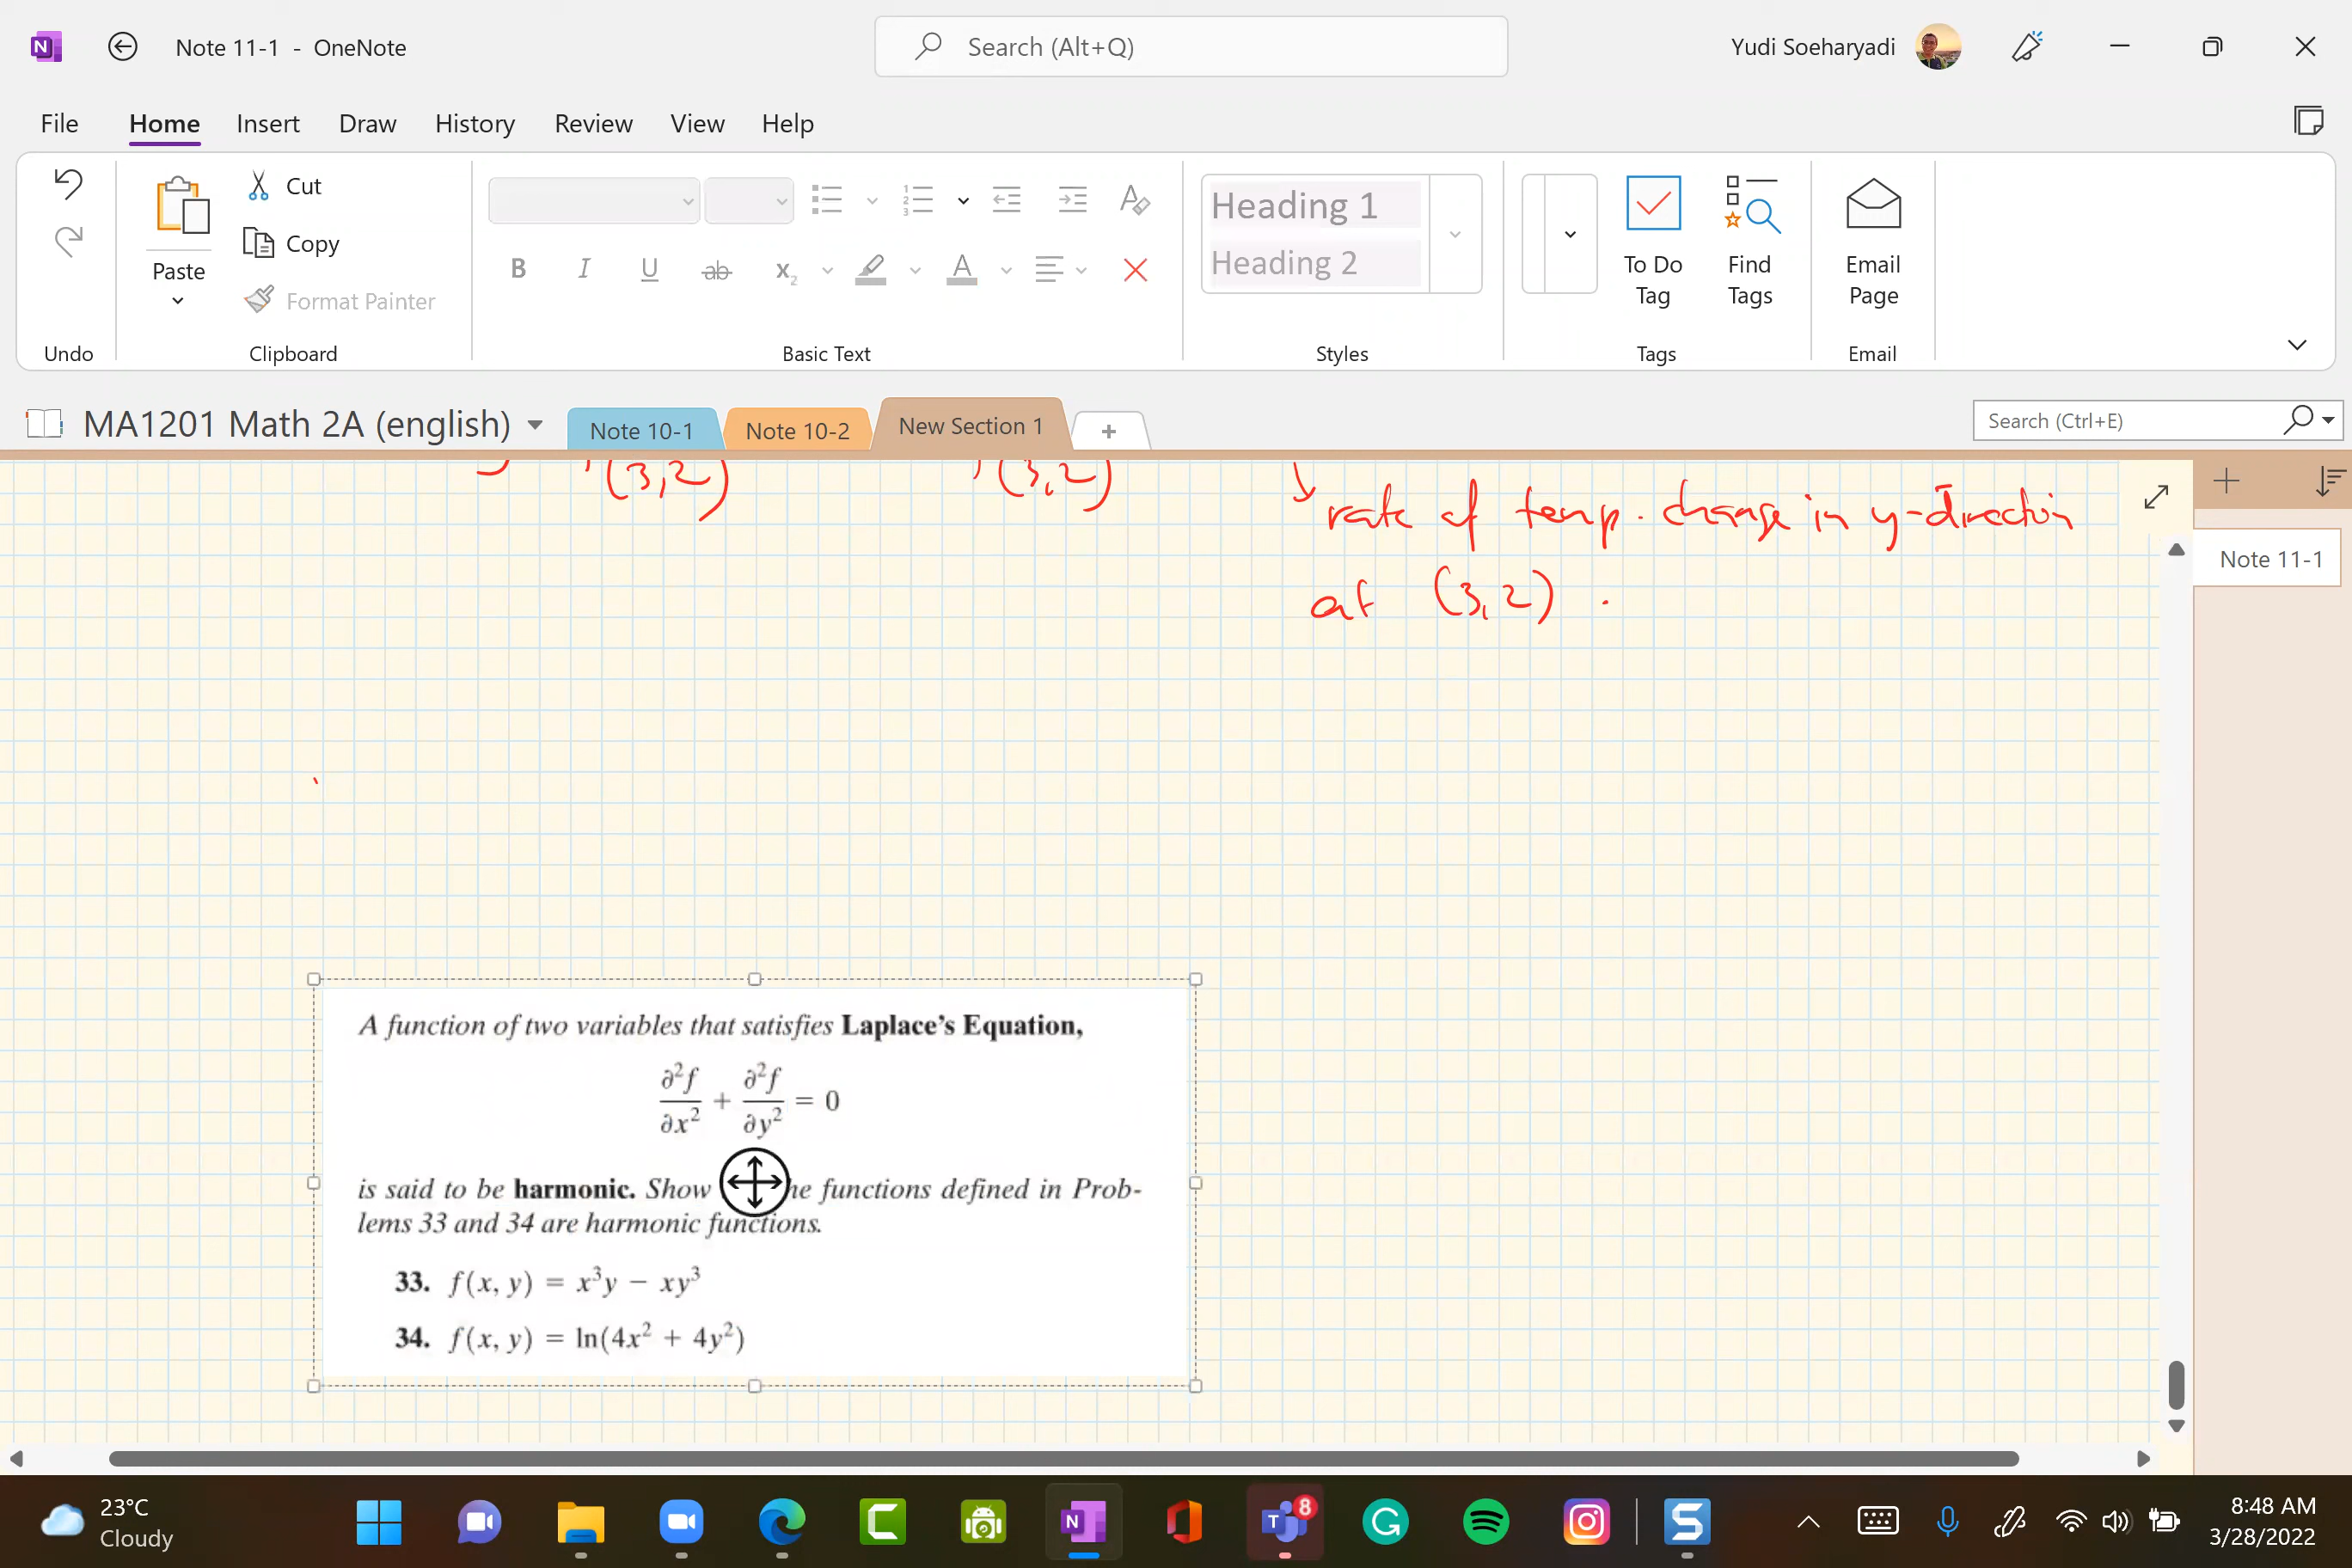 Note 11-1 - OneNote
Search (Alt+Q)
Yudi Soeharyadi
File Home Insert Draw History Review View Help
Undo
Paste
Cut
Copy
Format Painter
Clipboard
B I U ab x₂ A
Basic Text
Heading 1
Heading 2
Styles
To Do Tag
Find Tags
Tags
Email Page
Email
MA1201 Math 2A (english)
Note 10-1
Note 10-2
New Section 1
Search (Ctrl+E)
Note 11-1
(3,2)
(3,2)
rate of temp. change in y-direction
at (3,2).
A function of two variables that satisfies Laplace's Equation,
∂²f/∂x² + ∂²f/∂y² = 0
is said to be harmonic. Show he functions defined in Prob-
lems 33 and 34 are harmonic functions.
33. f(x, y) = x³y − xy³
34. f(x, y) = ln(4x² + 4y²)
23°C
Cloudy
8
8:48 AM
3/28/2022